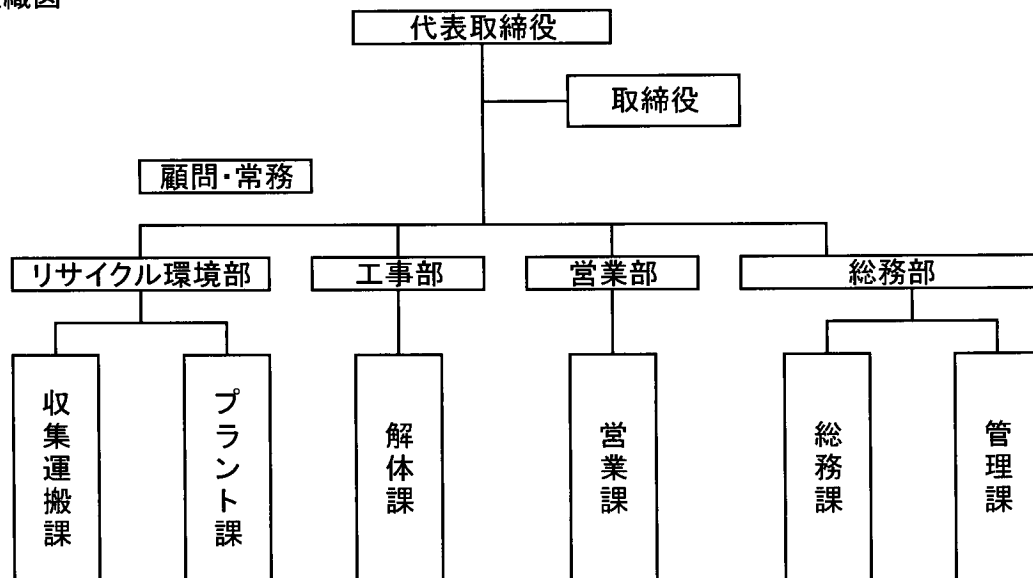 織図
代表取締役
取締役
顧問・常務
リサイクル環境部
工事部
営業部
総務部
収集運搬課
プラント課
解体課
営業課
総務課
管理課